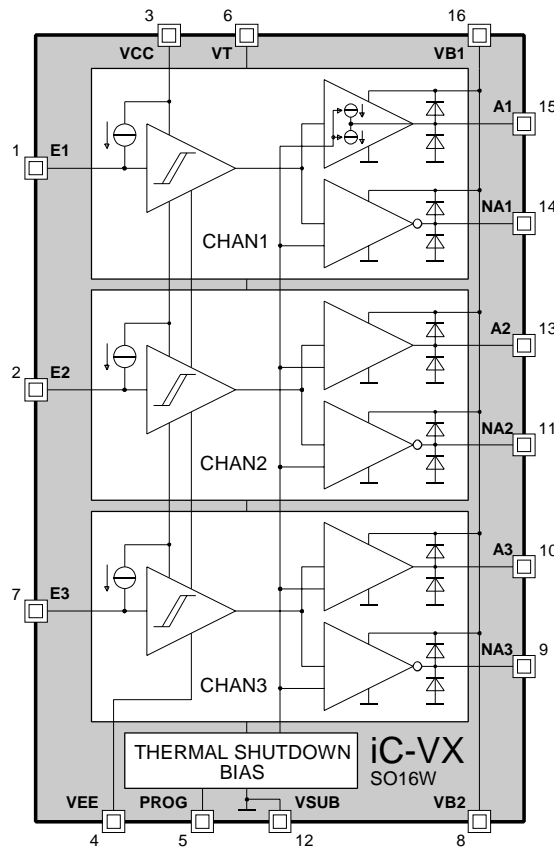 3 6 16
VCC VT VB1
A1 15
1 E1
NA1 14
CHAN1
A2 13
2 E2
NA2 11
CHAN2
A3 10
7 E3
NA3 9
CHAN3
THERMAL SHUTDOWN
BIAS
iC-VX
SO16W
VEE PROG VSUB VB2
4 5 12 8